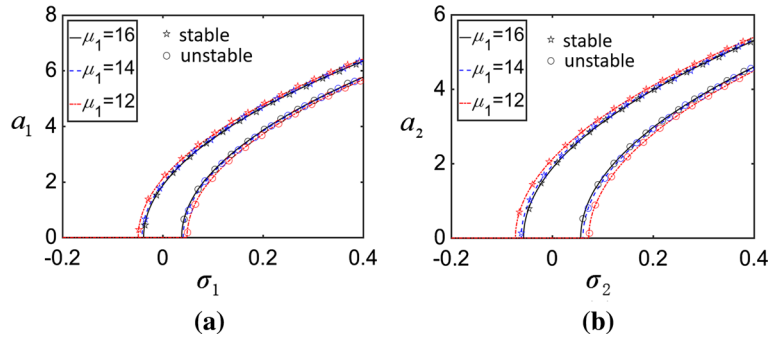 μ₁=16
μ₁=14
μ₁=12
☆ stable
○ unstable
8
6
4
2
0
a₁
-0.2
0
0.2
0.4
σ₁
(a)
μ₁=16
μ₁=14
μ₁=12
☆ stable
○ unstable
6
4
2
0
a₂
-0.2
0
0.2
0.4
σ₂
(b)